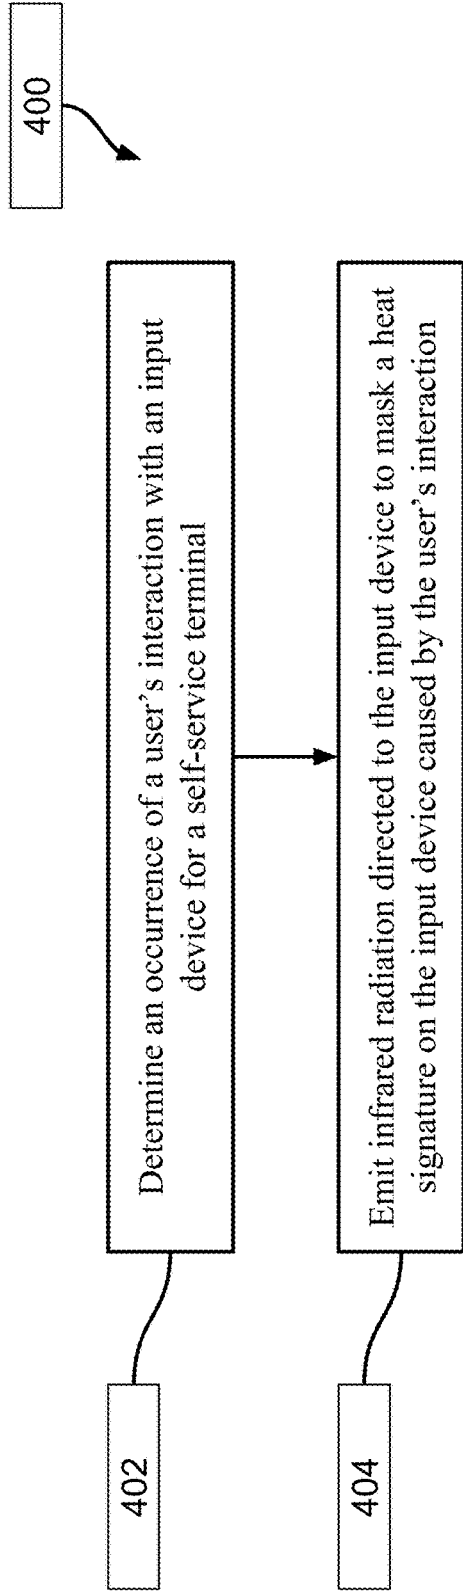 400
402
Determine an occurrence of a user's interaction with an input
device for a self-service terminal
404
Emit infrared radiation directed to the input device to mask a heat
signature on the input device caused by the user's interaction